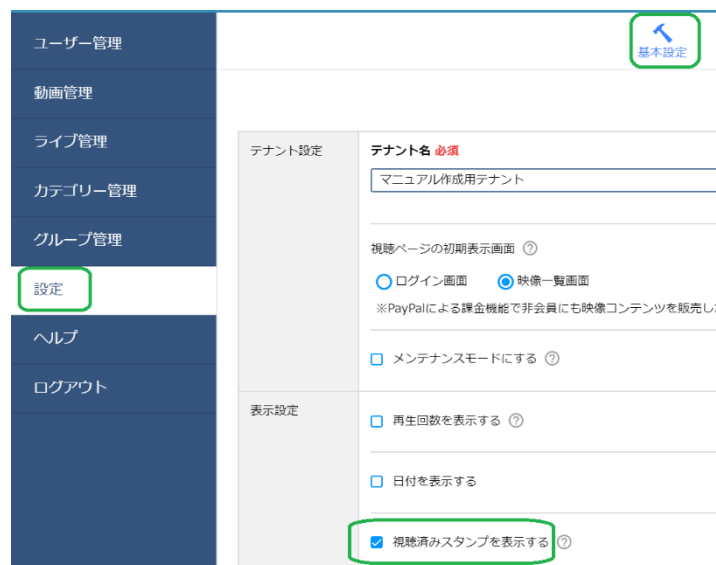 ユーザー管理
動画管理
ライブ管理
カテゴリー管理
グループ管理
設定
ヘルプ
ログアウト
基本設定
テナント設定
テナント名 必須
マニュアル作成用テナント
視聴ページの初期表示画面 ?
ログイン画面 映像一覧画面
※PayPalによる課金機能で非会員にも映像コンテンツを販売し
メンテナンスモードにする ?
表示設定
再生回数を表示する ?
日付を表示する
視聴済みスタンプを表示する ?